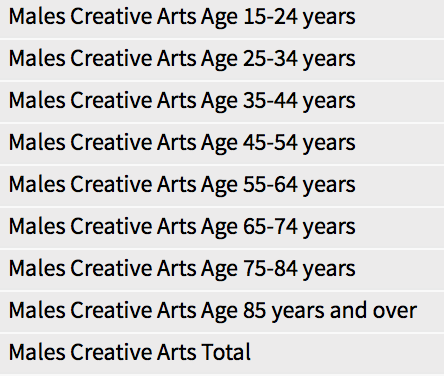 Males Creative Arts Age 15-24 years
Males Creative Arts Age 25-34 years
Males Creative Arts Age 35-44 years
Males Creative Arts Age 45-54 years
Males Creative Arts Age 55-64 years
Males Creative Arts Age 65-74 years
Males Creative Arts Age 75-84 years
Males Creative Arts Age 85 years and over
Males Creative Arts Total